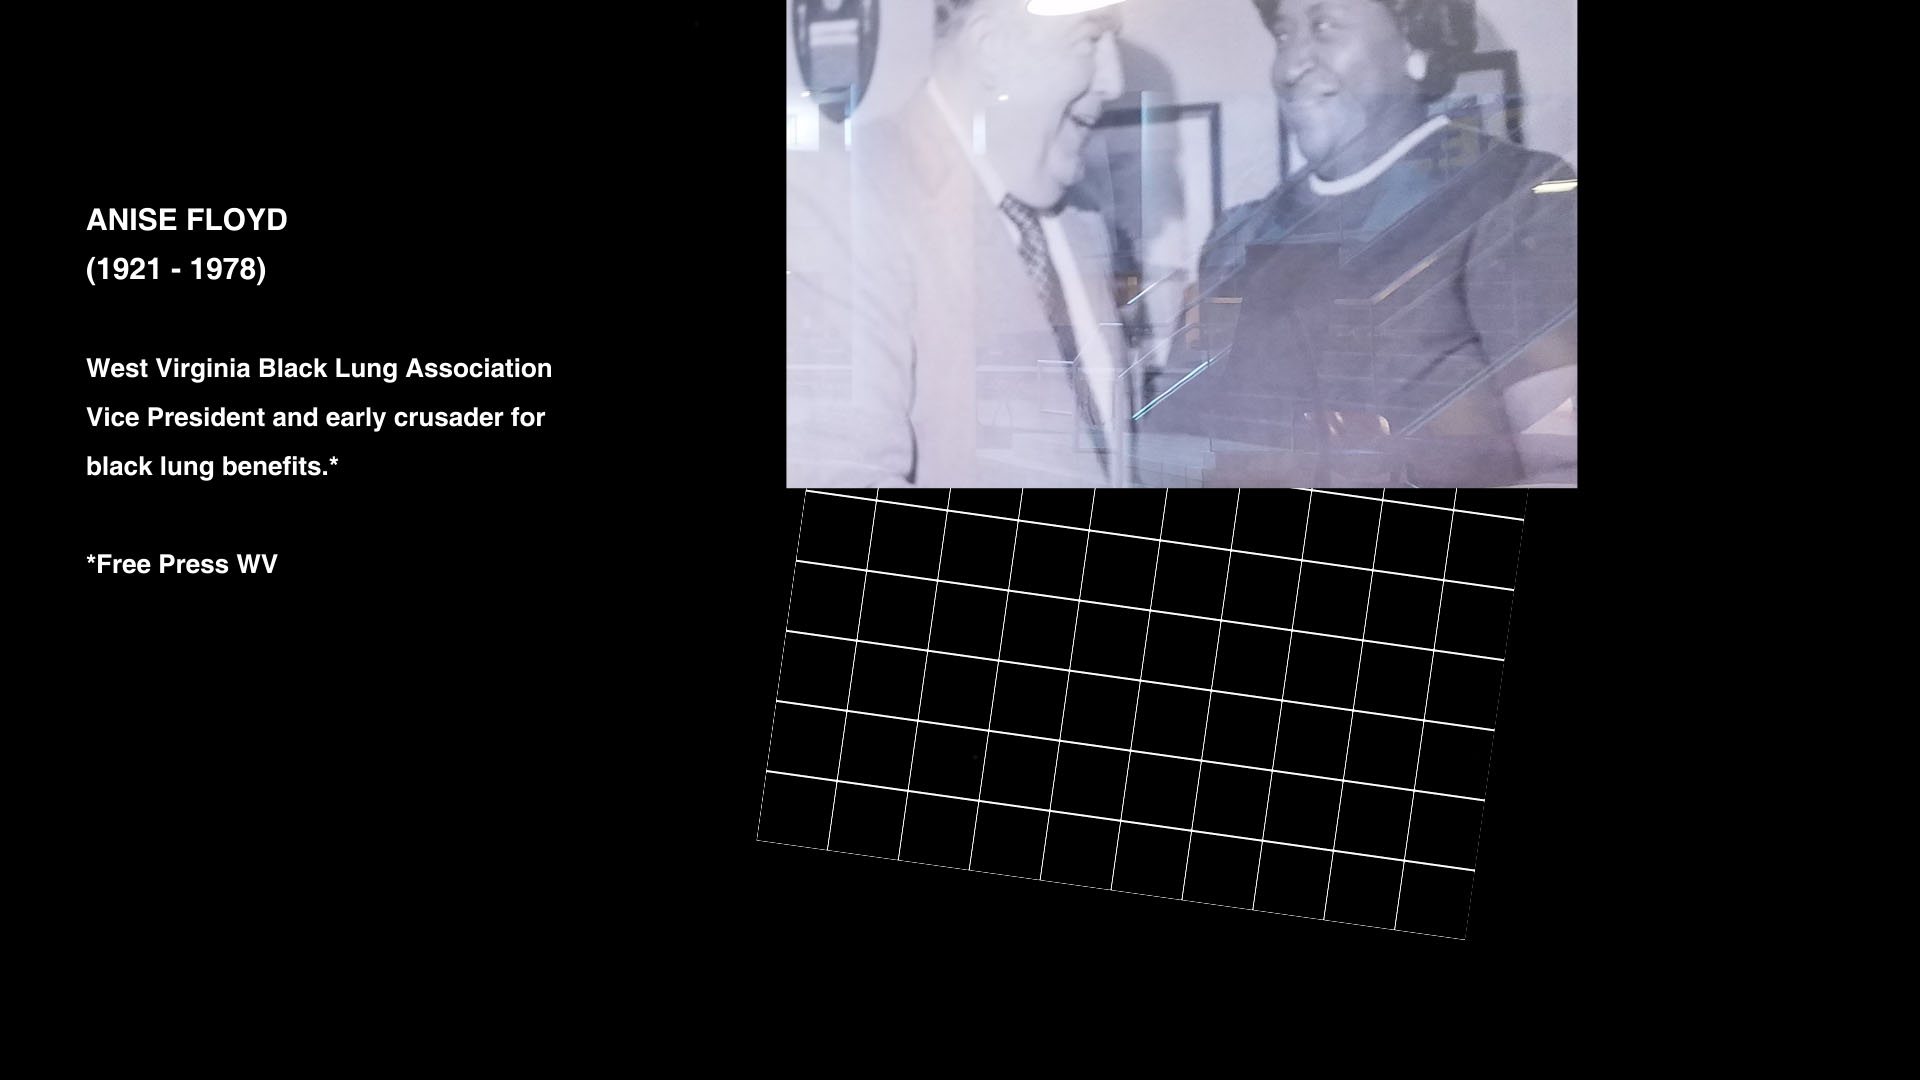 ANISE FLOYD
(1921 - 1978)
West Virginia Black Lung Association
Vice President and early crusader for
black lung benefits.*
*Free Press WV